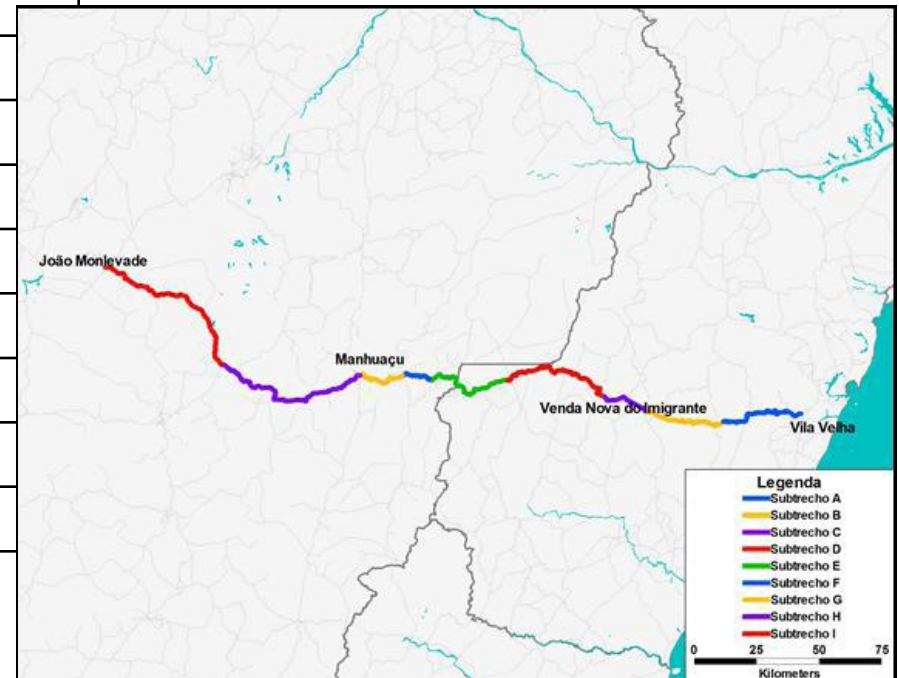 João Monlevade
Manhuaçu
Venda Nova do Imigrante
Vila Velha
Legenda
Subtrecho A
Subtrecho B
Subtrecho C
Subtrecho D
Subtrecho E
Subtrecho F
Subtrecho G
Subtrecho H
Subtrecho I
0 25 50 75
Kilometers